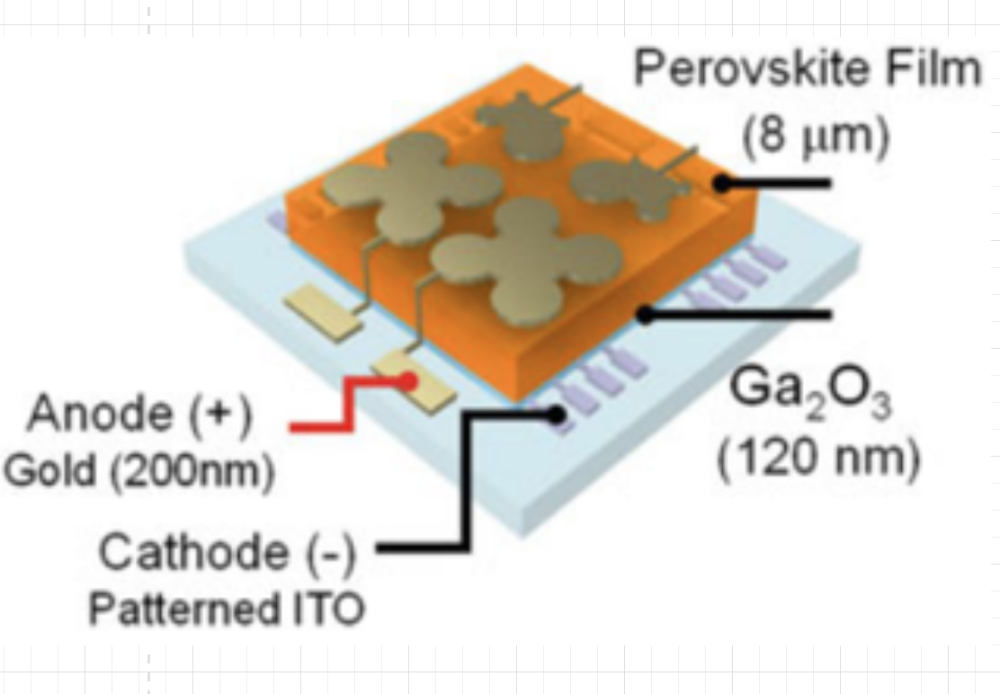 Perovskite Film
(8 μm)
Ga₂O₃
(120 nm)
Anode (+)
Gold (200nm)
Cathode (-)
Patterned ITO